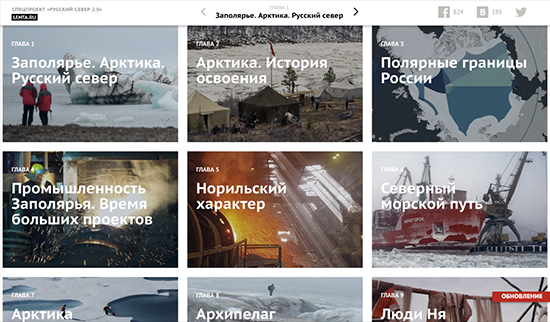 СПЕЦПРОЕКТ «РУССКИЙ СЕВЕР 2.0»
LENTA.RU
ГЛАВА 1
Заполярье. Арктика. Русский север
824
285
ГЛАВА 1
Заполярье. Арктика.
Русский север
ГЛАВА 2
Арктика. История
освоения
ГЛАВА 3
Полярные границы
России
ГЛАВА 4
Промышленность
Заполярья. Время
больших проектов
ГЛАВА 5
Норильский
характер
ГЛАВА 6
Северный
морской путь
ГЛАВА 7
Арктика
ГЛАВА 8
Архипелаг
ГЛАВА 9
Люди Ня
ОБНОВЛЕНИЕ